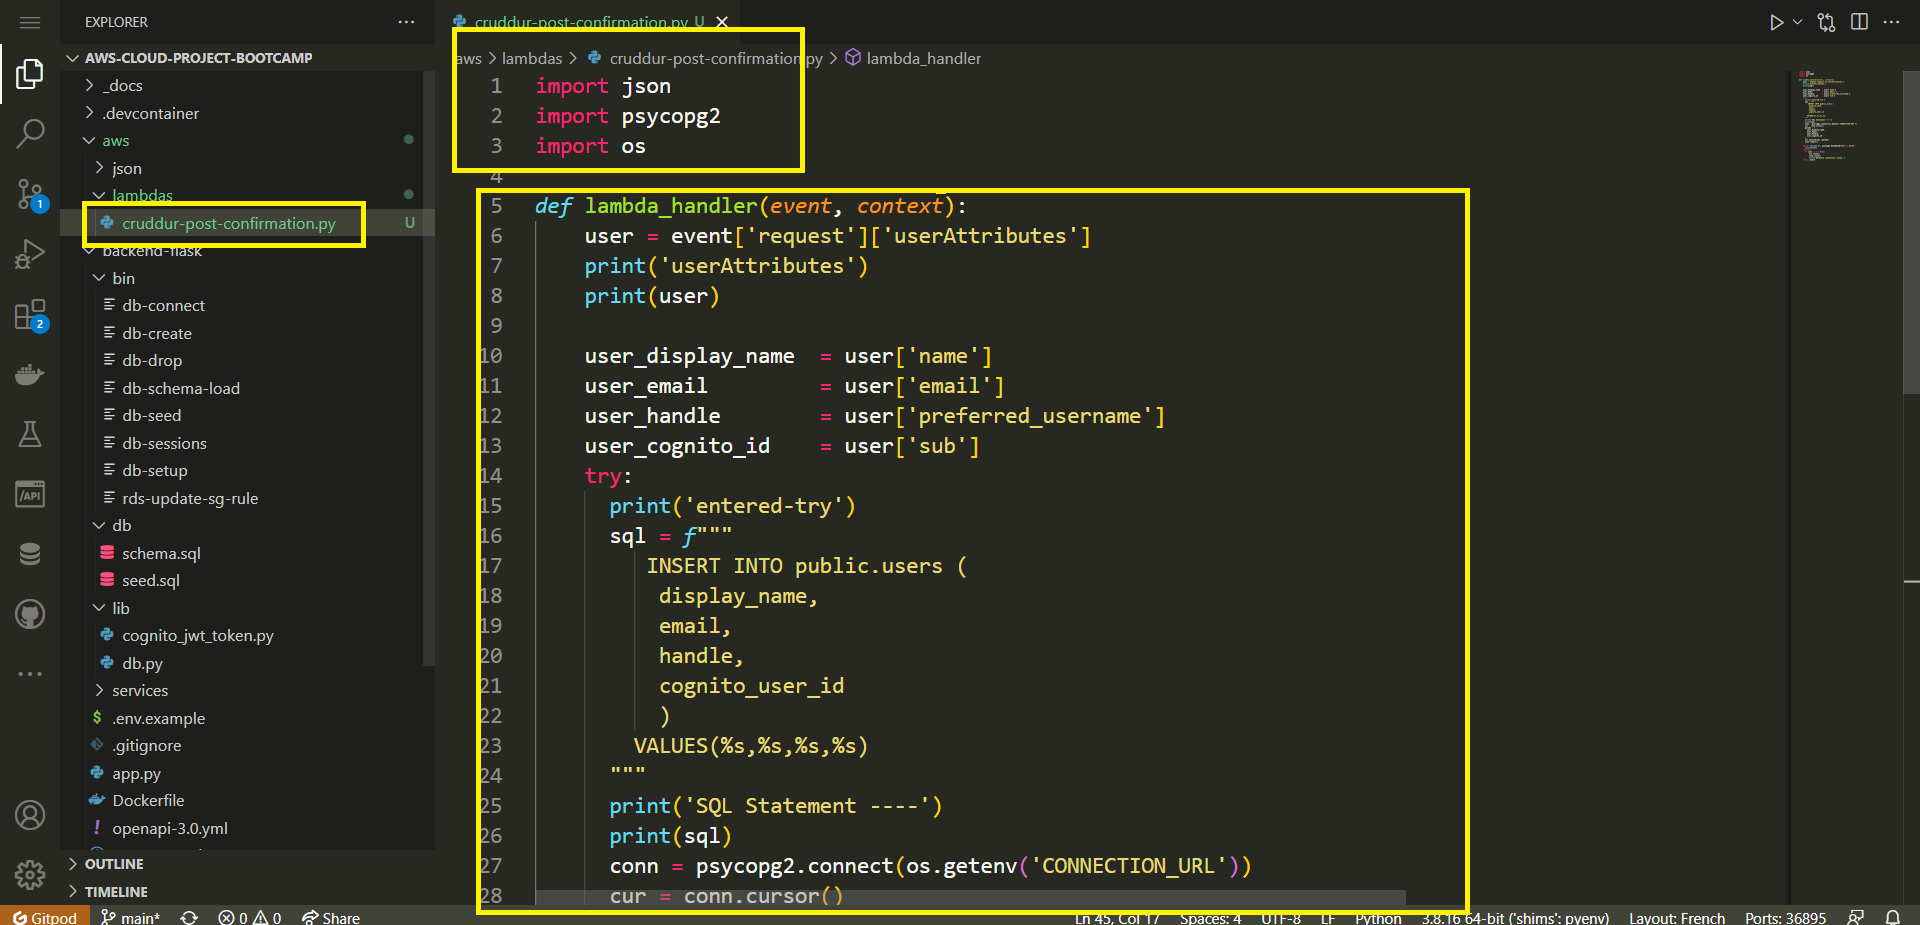 EXPLORER
AWS-CLOUD-PROJECT-BOOTCAMP
_docs
.devcontainer
aws
json
lambdas
cruddur-post-confirmation.py U
backend-flask
bin
db-connect
db-create
db-drop
db-schema-load
db-seed
db-sessions
db-setup
rds-update-sg-rule
db
schema.sql
seed.sql
lib
cognito_jwt_token.py
db.py
services
.env.example
.gitignore
app.py
Dockerfile
openapi-3.0.yml
OUTLINE
TIMELINE
1
2
/API
cruddur-post-confirmation.py U
aws > lambdas > cruddur-post-confirmation.py > lambda_handler
1 import json
2 import psycopg2
3 import os
4
5 def lambda_handler(event, context):
6 user = event['request']['userAttributes']
7 print('userAttributes')
8 print(user)
9
10 user_display_name = user['name']
11 user_email = user['email']
12 user_handle = user['preferred_username']
13 user_cognito_id = user['sub']
14 try:
15 print('entered-try')
16 sql = f"""
17 INSERT INTO public.users (
18 display_name,
19 email,
20 handle,
21 cognito_user_id
22 )
23 VALUES(%s,%s,%s,%s)
24 """
25 print('SQL Statement ----')
26 print(sql)
27 conn = psycopg2.connect(os.getenv('CONNECTION_URL'))
28 cur = conn.cursor()
Gitpod main* 0 0 Share Ln 45, Col 17 Spaces: 4 UTF-8 LF Python 3.8.16 64-bit ('shims': pyenv) Layout: French Ports: 36895